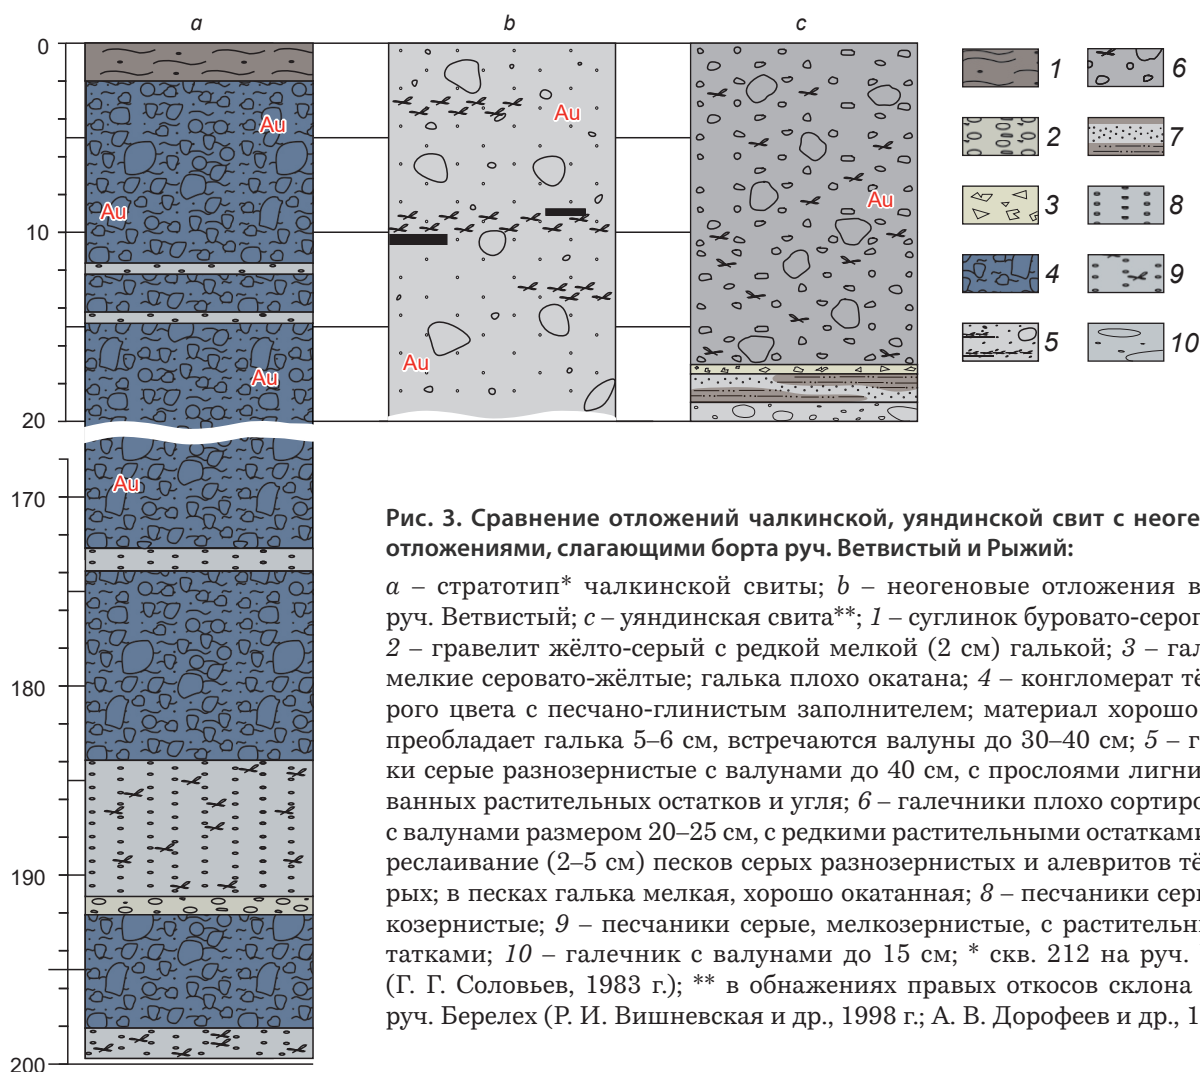 a b c
0
10
20
170
180
190
200
Au
Au
Au
Au
Au
Au
Au
1 6
2 7
3 8
4 9
5 10
Рис. 3. Сравнение отложений чалкинской, уяндинской свит с неоге
отложениями, слагающими борта руч. Ветвистый и Рыжий:
a – стратотип* чалкинской свиты; b – неогеновые отложения в
руч. Ветвистый; c – уяндинская свита**; 1 – суглинок буровато-серог
2 – гравелит жёлто-серый с редкой мелкой (2 см) галькой; 3 – гал
мелкие серовато-жёлтые; галька плохо окатана; 4 – конгломерат тё
рого цвета с песчано-глинистым заполнителем; материал хорошо
преобладает галька 5–6 см, встречаются валуны до 30–40 см; 5 – г
ки серые разнозернистые с валунами до 40 см, с прослоями лигни
ванных растительных остатков и угля; 6 – галечники плохо сортиро
с валунами размером 20–25 см, с редкими растительными остатками
реслаивание (2–5 см) песков серых разнозернистых и алевритов тё
рых; в песках галька мелкая, хорошо окатанная; 8 – песчаники сер
козернистые; 9 – песчаники серые, мелкозернистые, с растительн
татками; 10 – галечник с валунами до 15 см; * скв. 212 на руч.
(Г. Г. Соловьев, 1983 г.); ** в обнажениях правых откосов склона
руч. Берелех (Р. И. Вишневская и др., 1998 г.; А. В. Дорофеев и др., 1